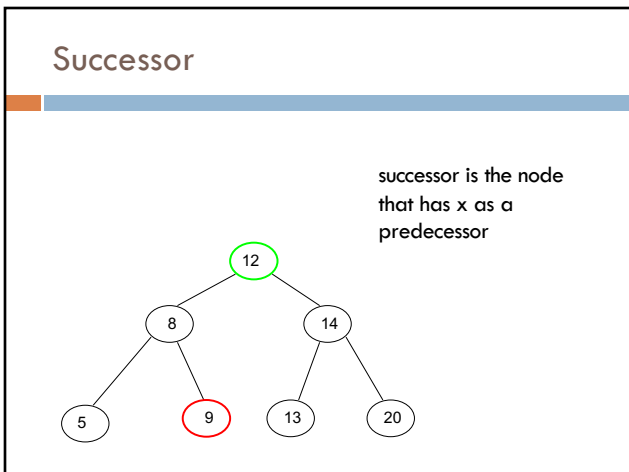 Successor
successor is the node
that has x as a
predecessor
12
8
14
5
9
13
20